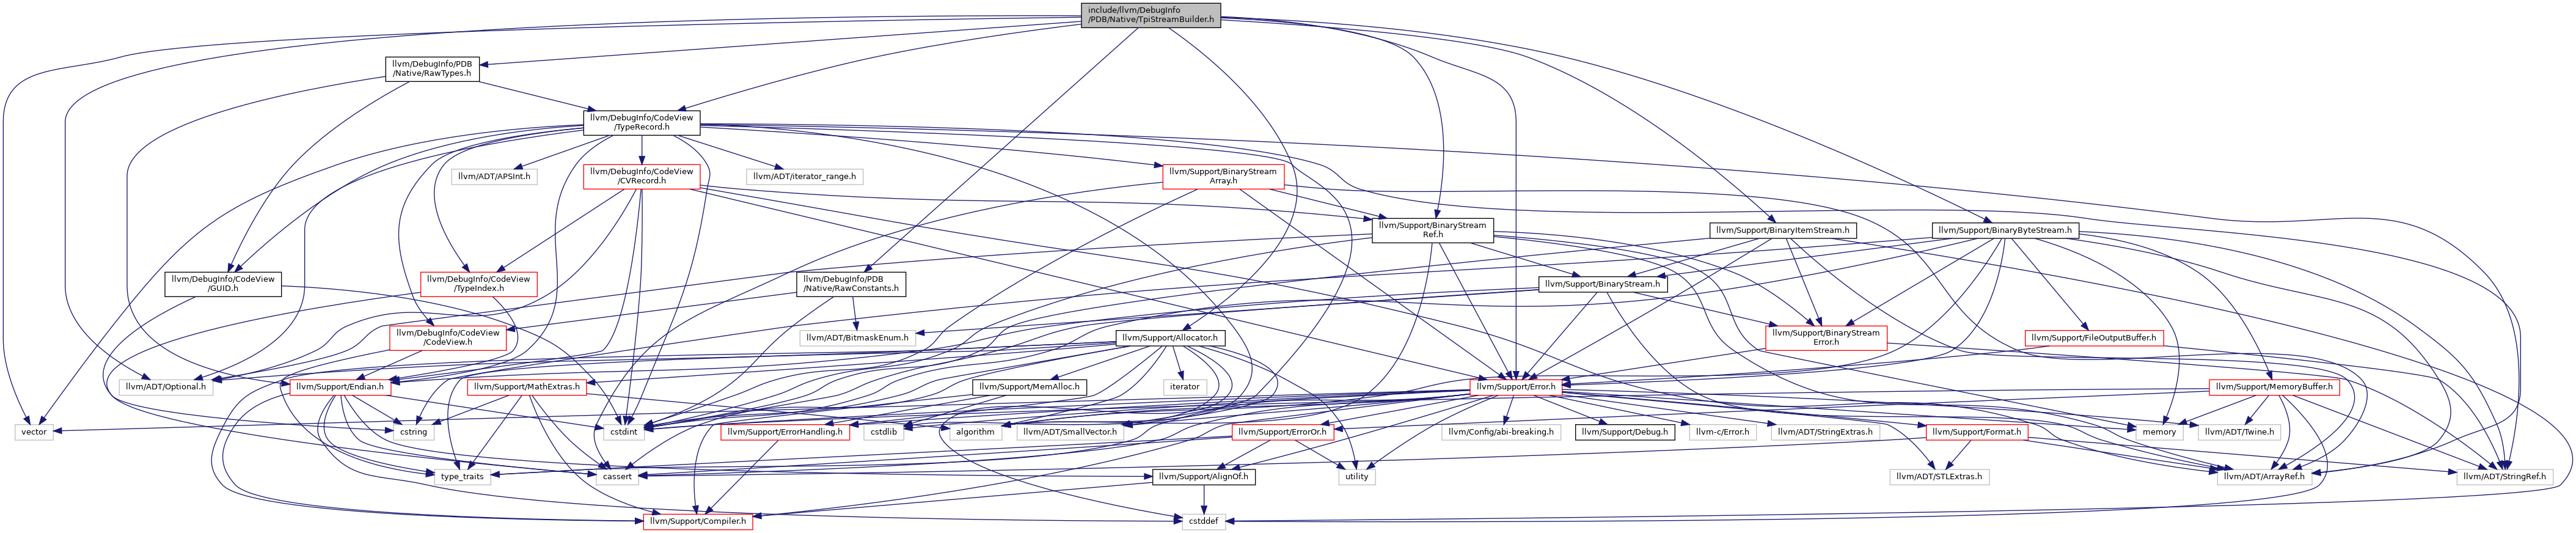 include/llvm/DebugInfo
/PDB/Native/TpiStreamBuilder.h
llvm/DebugInfo/PDB
/Native/RawTypes.h
llvm/DebugInfo/CodeView
/TypeRecord.h
llvm/ADT/APSInt.h
llvm/DebugInfo/CodeView
/CVRecord.h
llvm/ADT/iterator_range.h
llvm/Support/BinaryStream
Array.h
llvm/Support/BinaryStream
Ref.h
llvm/Support/BinaryItemStream.h
llvm/Support/BinaryByteStream.h
llvm/DebugInfo/CodeView
/GUID.h
llvm/DebugInfo/CodeView
/TypeIndex.h
llvm/DebugInfo/PDB
/Native/RawConstants.h
llvm/Support/BinaryStream.h
llvm/DebugInfo/CodeView
/CodeView.h
llvm/ADT/BitmaskEnum.h
llvm/Support/Allocator.h
llvm/Support/BinaryStream
Error.h
llvm/Support/FileOutputBuffer.h
llvm/ADT/Optional.h
llvm/Support/Endian.h
llvm/Support/MathExtras.h
llvm/Support/MemAlloc.h
iterator
llvm/Support/Error.h
llvm/Support/MemoryBuffer.h
vector
cstring
cstdint
llvm/Support/ErrorHandling.h
cstdlib
algorithm
llvm/ADT/SmallVector.h
llvm/Support/ErrorOr.h
llvm/Config/abi-breaking.h
llvm/Support/Debug.h
llvm-c/Error.h
llvm/ADT/StringExtras.h
llvm/Support/Format.h
memory
llvm/ADT/Twine.h
type_traits
cassert
llvm/Support/AlignOf.h
utility
llvm/ADT/STLExtras.h
llvm/ADT/ArrayRef.h
llvm/ADT/StringRef.h
llvm/Support/Compiler.h
cstddef